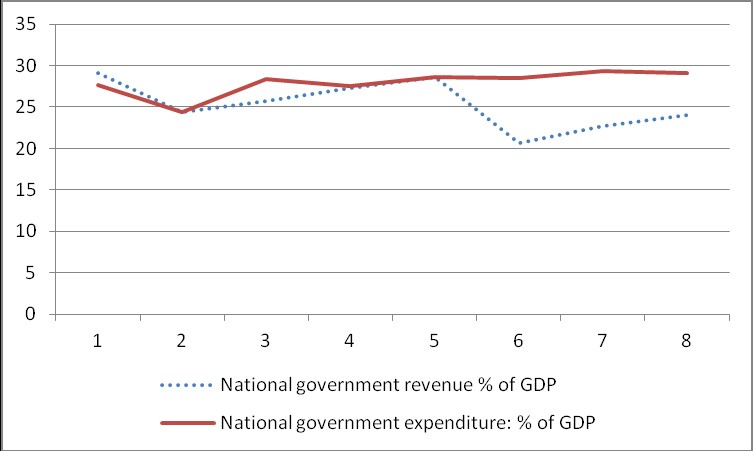 35
30
25
20
15
10
5
0
1 2 3 4 5 6 7 8
National government revenue % of GDP
National government expenditure: % of GDP